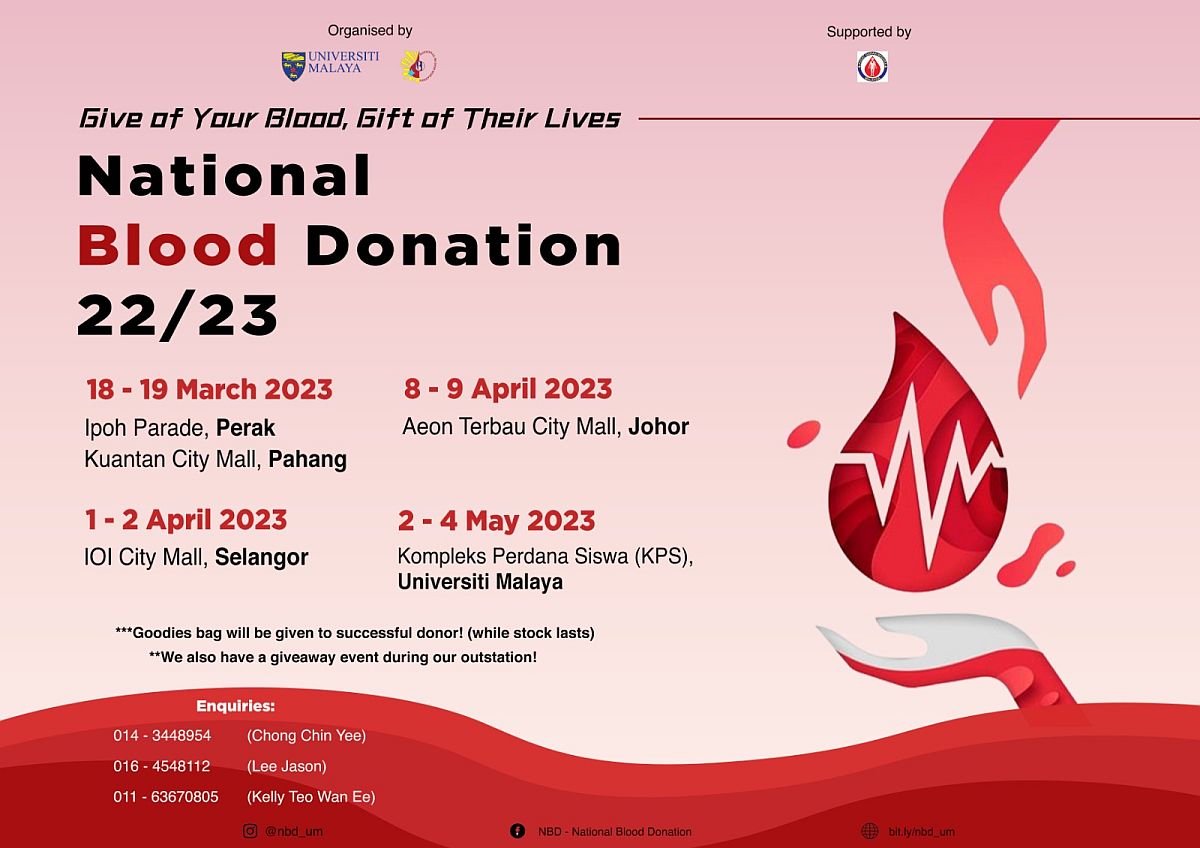 Organised by
Supported by
UNIVERSITI
MALAYA
Give of Your Blood, Gift of Their Lives
National
Blood Donation
22/23
18 - 19 March 2023
Ipoh Parade, Perak
Kuantan City Mall, Pahang
8 - 9 April 2023
Aeon Terbau City Mall, Johor
1 - 2 April 2023
IOI City Mall, Selangor
2 - 4 May 2023
Kompleks Perdana Siswa (KPS),
Universiti Malaya
***Goodies bag will be given to successful donor! (while stock lasts)
**We also have a giveaway event during our outstation!
Enquiries:
014 - 3448954 (Chong Chin Yee)
016 - 4548112 (Lee Jason)
011 - 63670805 (Kelly Teo Wan Ee)
@nbd_um
NBD - National Blood Donation
bit.ly/nbd_um